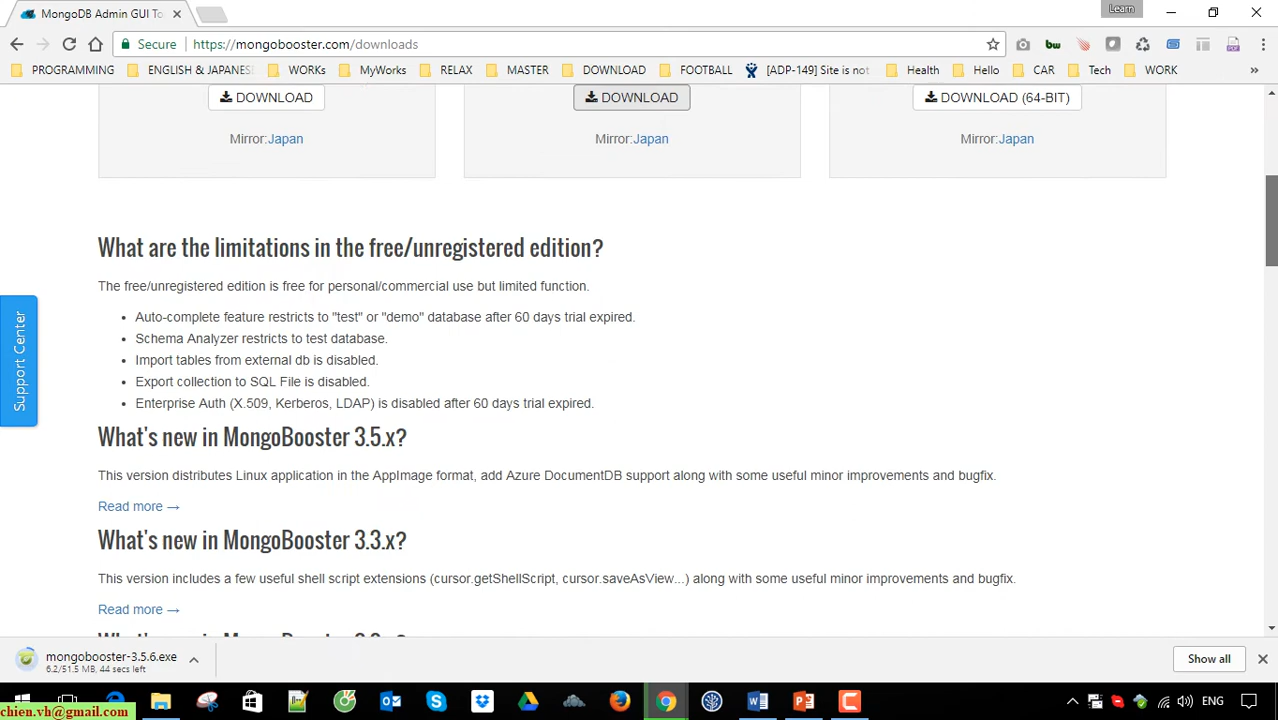 MongoDB Admin GUI To
Learn
Secure
https://mongobooster.com/downloads
bw
PROGRAMMING
ENGLISH & JAPANES
WORKs
MyWorks
RELAX
MASTER
DOWNLOAD
FOOTBALL
[ADP-149] Site is not
Health
Hello
CAR
Tech
WORK
»
DOWNLOAD
DOWNLOAD
DOWNLOAD (64-BIT)
Mirror:Japan
Mirror:Japan
Mirror:Japan
What are the limitations in the free/unregistered edition?
The free/unregistered edition is free for personal/commercial use but limited function.
• Auto-complete feature restricts to "test" or "demo" database after 60 days trial expired.
• Schema Analyzer restricts to test database.
• Import tables from external db is disabled.
• Export collection to SQL File is disabled.
• Enterprise Auth (X.509, Kerberos, LDAP) is disabled after 60 days trial expired.
Support Center
What's new in MongoBooster 3.5.x?
This version distributes Linux application in the AppImage format, add Azure DocumentDB support along with some useful minor improvements and bugfix.
Read more →
What's new in MongoBooster 3.3.x?
This version includes a few useful shell script extensions (cursor.getShellScript, cursor.saveAsView...) along with some useful minor improvements and bugfix.
Read more →
mongobooster-3.5.6.exe
6.2/51.5 MB, 44 secs left
Show all
ENG
chien.vh@gmail.com